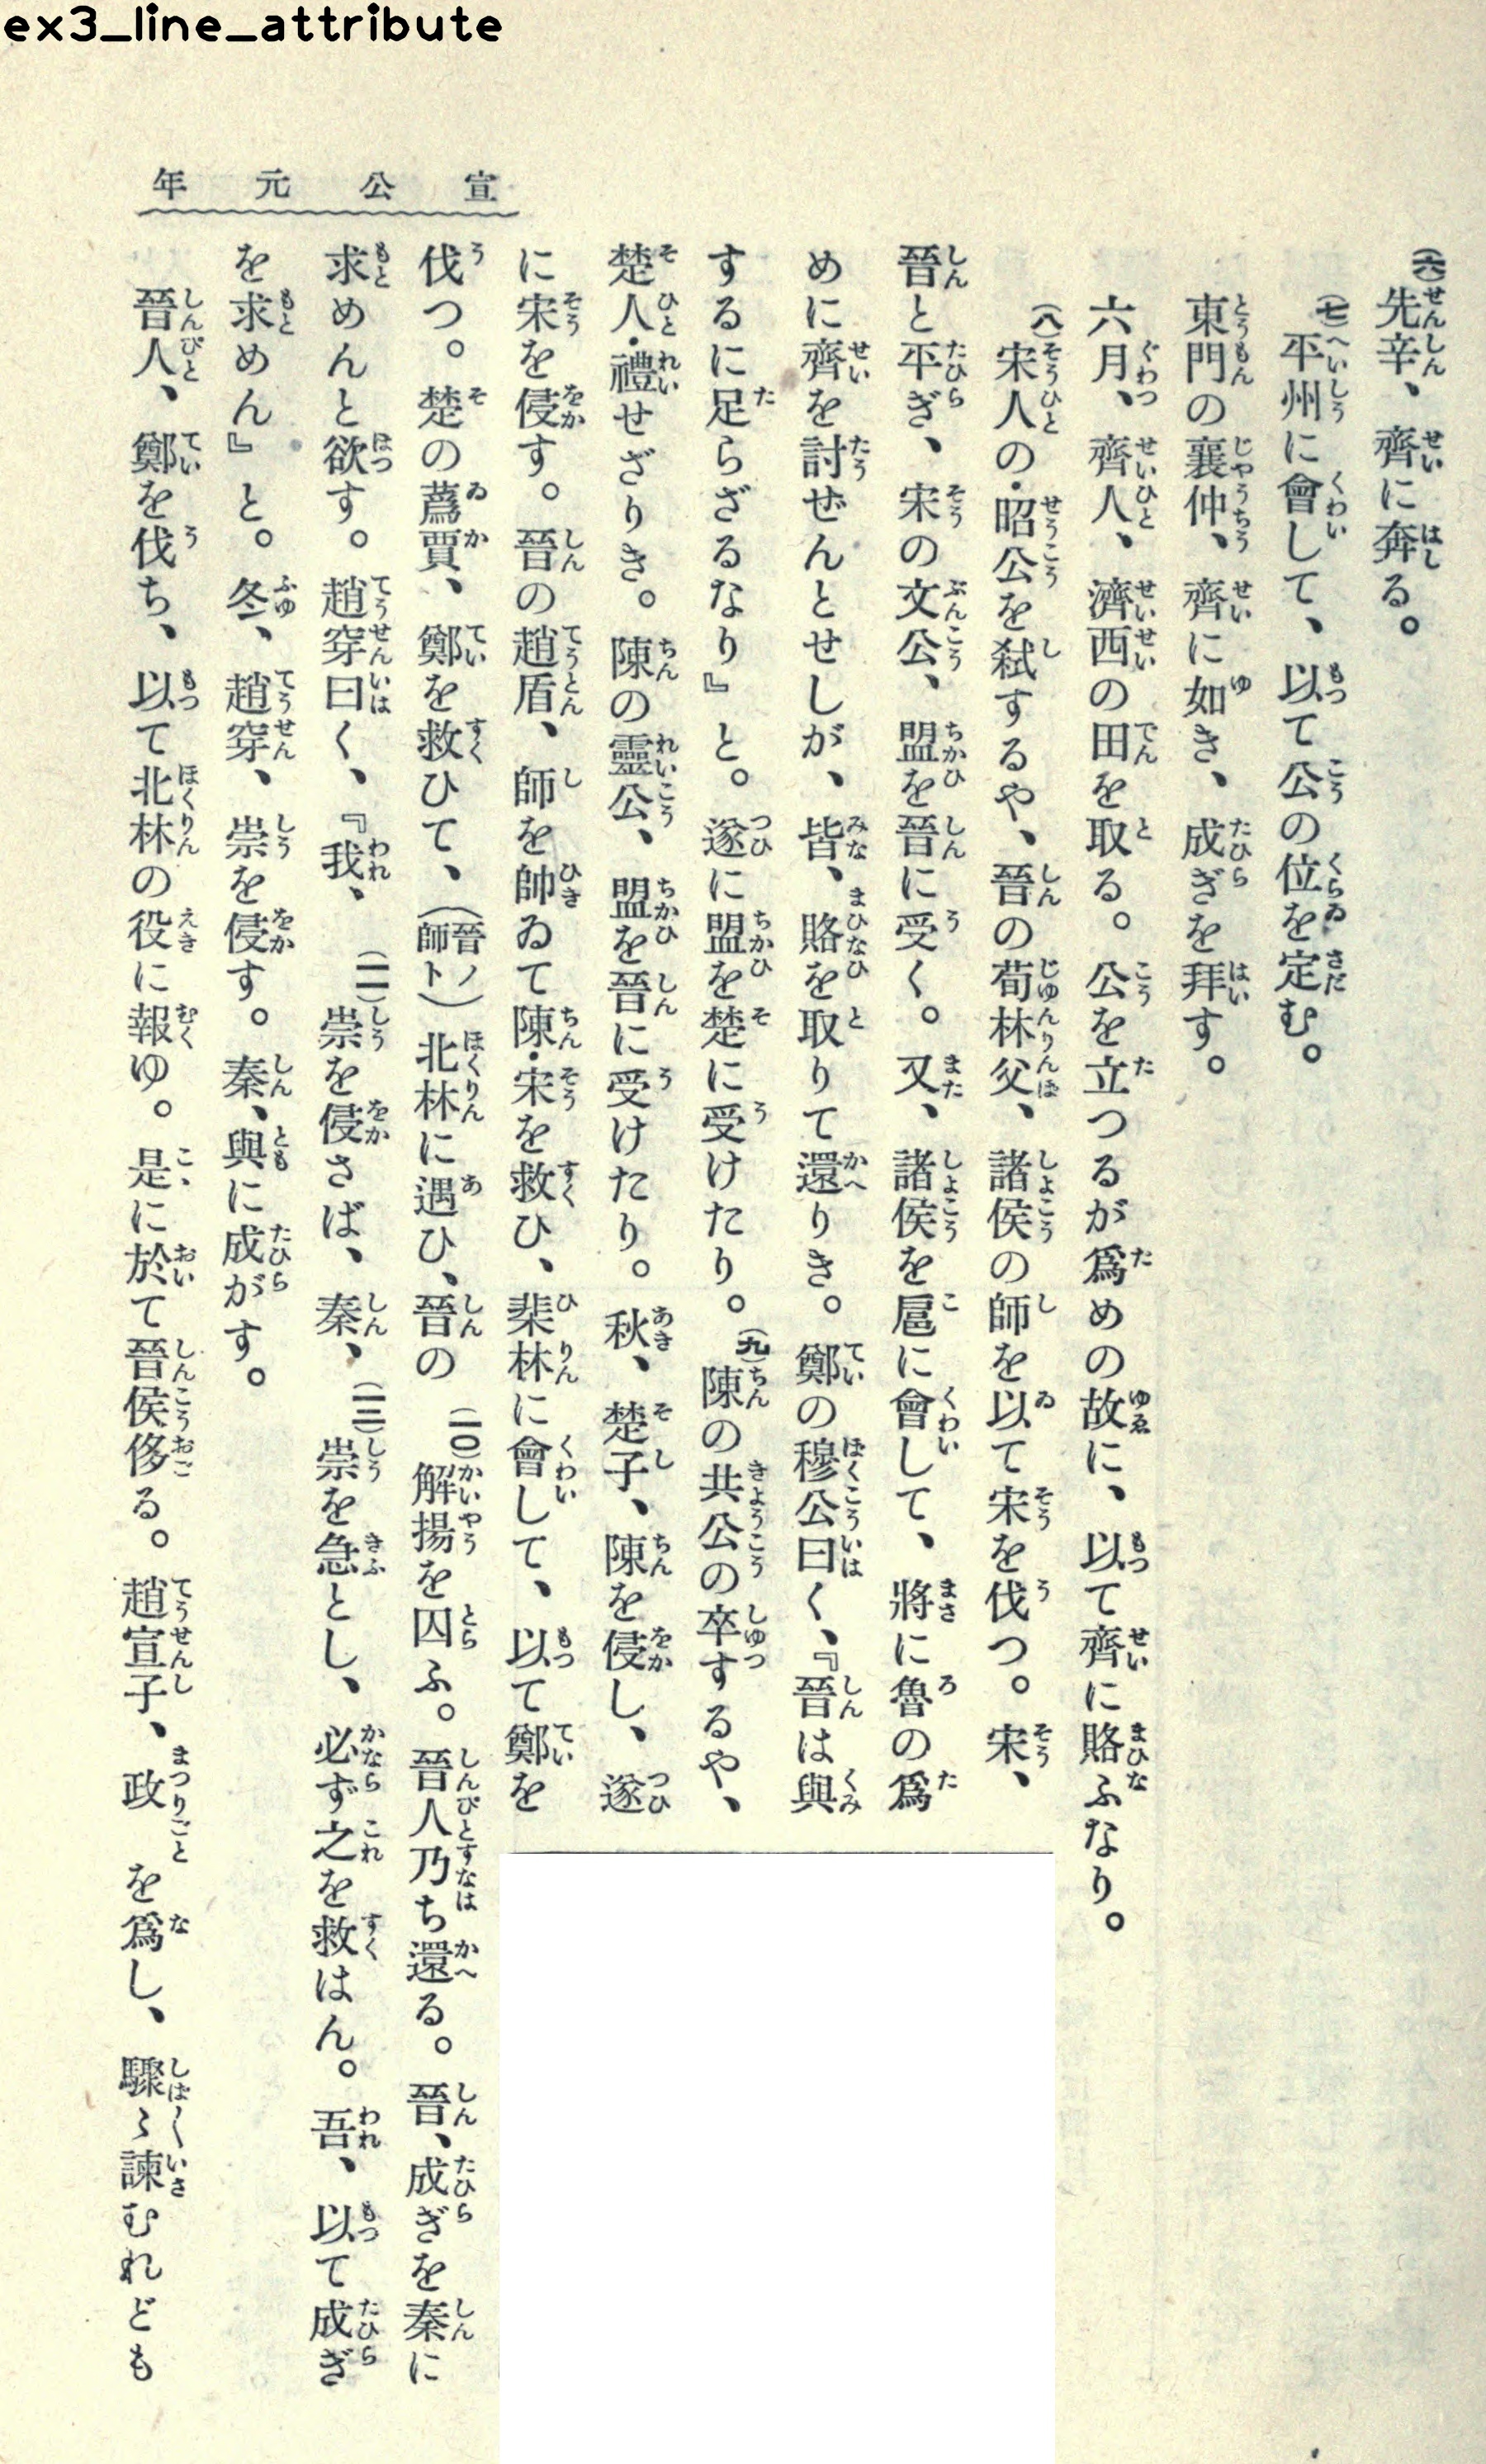 ex3_line_attribute
宣公元年
(六)先辛、齊に奔る。
(七)平州に會して、以て公の位を定む。
東門の襄仲、齊に如き、成ぎを拜す。
六月、齊人、濟西の田を取る。公を立つるが爲めの故に、以て齊に賂ふなり。
(八)宋人の・昭公を弑するや、晉の荀林父、諸侯の師を以て宋を伐つ。宋、
晉と平ぎ、宋の文公、盟を晉に受く。又、諸侯を扈に會して、將に魯の爲
めに齊を討ぜんとせしが、皆、賂を取りて還りき。鄭の穆公曰く、『晉は與
するに足らざるなり』と。遂に盟を楚に受けたり。(九)陳の共公の卒するや、
楚人・禮せざりき。陳の靈公、盟を晉に受けたり。秋、楚子、陳を侵し、遂
に宋を侵す。晉の趙盾、師を帥ゐて陳・宋を救ひ、棐林に會して、以て鄭を
伐つ。楚の蔿賈、鄭を救ひて、(晉ノ師ト)北林に遇ひ、晉の(一〇)解揚を囚ふ。晉人乃ち還る。晉、成ぎを秦に
求めんと欲す。趙穿曰く、『我、(一一)崇を侵さば、秦、(一二)崇を急とし、必ず之を救はん。吾、以て成ぎ
を求めん』と。冬、趙穿、崇を侵す。秦、與に成がす。
晉人、鄭を伐ち、以て北林の役に報ゆ。是に於て晉侯侈る。趙宣子、政を爲し、驟〻諫むれども